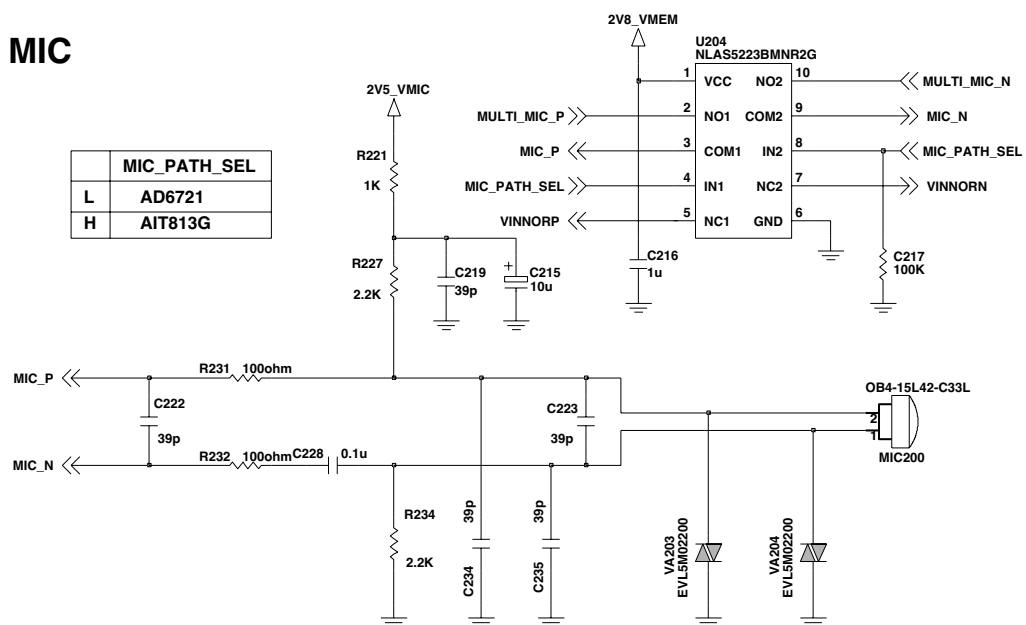 MIC
MIC_PATH_SEL
L AD6721
H AIT813G
2V5_VMIC
R221
1K
R227
2.2K
C219
39p
+
C215
10u
2V8_VMEM
U204
NLAS5223BMNR2G
1 VCC NO2 10 MULTI_MIC_N
MULTI_MIC_P 2 NO1 COM2 9 MIC_N
MIC_P 3 COM1 IN2 8 MIC_PATH_SEL
MIC_PATH_SEL 4 IN1 NC2 7 VINNORN
VINNORP 5 NC1 GND 6
C216
1u
C217
100K
MIC_P
R231 100ohm
C222
39p
C223
39p
MIC_N
R232 100ohm
C228 0.1u
R234
2.2K
39p
C234
39p
C235
VA203
EVL5M02200
VA204
EVL5M02200
OB4-15L42-C33L
2
1
MIC200